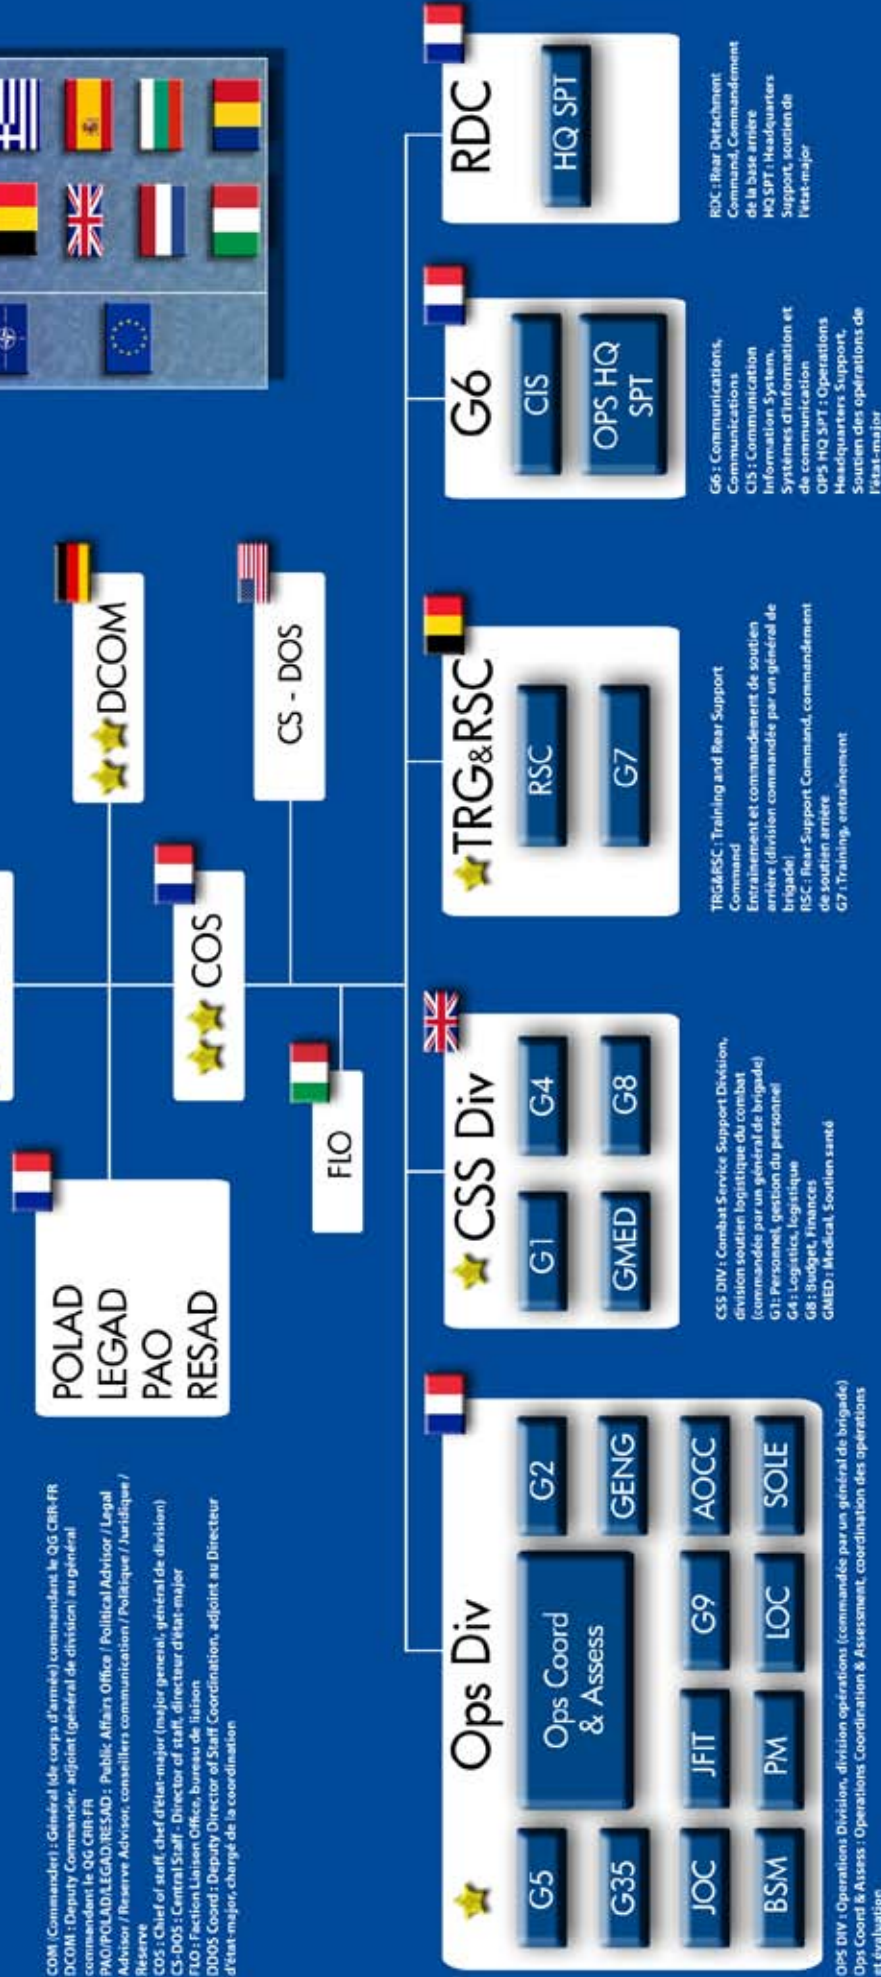 COM (Commander) : Général (de corps d'armée) commandant le QG CRR-FR
DCOM : Deputy Commander, adjoint (général de division) au général
commandant le QG CRR-FR
PAO/POLAD/LEGAD/RESAD : Public Affairs Office / Political Advisor / Legal
Advisor / Reserve Advisor, conseillers communication / Politique / Juridique /
Réserve
COS : Chief of staff, chef d'état-major (major general, général de division)
CS-DOS : Central Staff - Director of staff, directeur d'état-major
FLO : Faction Liaison Office, bureau de liaison
DDOS Coord : Deputy Director of Staff Coordination, adjoint au Directeur
d'état-major, chargé de la coordination
POLAD
LEGAD
PAO
RESAD
DCOM
COS
CS - DOS
FLO
Ops Div
G5
Ops Coord
& Assess
G2
G35
GENG
JOC
JFIT
G9
AOCC
BSM
PM
LOC
SOLE
CSS Div
G1
G4
GMED
G8
TRG&RSC
RSC
G7
G6
CIS
OPS HQ
SPT
RDC
HQ SPT
OPS DIV : Operations Division, division opérations (commandée par un général de brigade)
Ops Coord & Assess : Operations Coordination & Assessment, coordination des opérations
et évaluation
CSS DIV : Combat Service Support Division,
division soutien logistique du combat
(commandée par un général de brigade)
G1: Personnel, gestion du personnel
G4 : Logistics, logistique
G8 : Budget, Finances
GMED : Medical, Soutien santé
TRG&RSC : Training and Rear Support
Command
Entraînement et commandement de soutien
arrière (division commandée par un général de
brigade)
RSC : Rear Support Command, commandement
de soutien arrière
G7 : Training, entraînement
G6 : Communications,
Communications
CIS : Communication
Information System,
Systèmes d'information et
de communication
OPS HQ SPT : Operations
Headquarters Support,
Soutien des opérations de
l'état-major
RDC : Rear Detachment
Command, Commandement
de la base arrière
HQ SPT : Headquarters
Support, soutien de
l'état-major